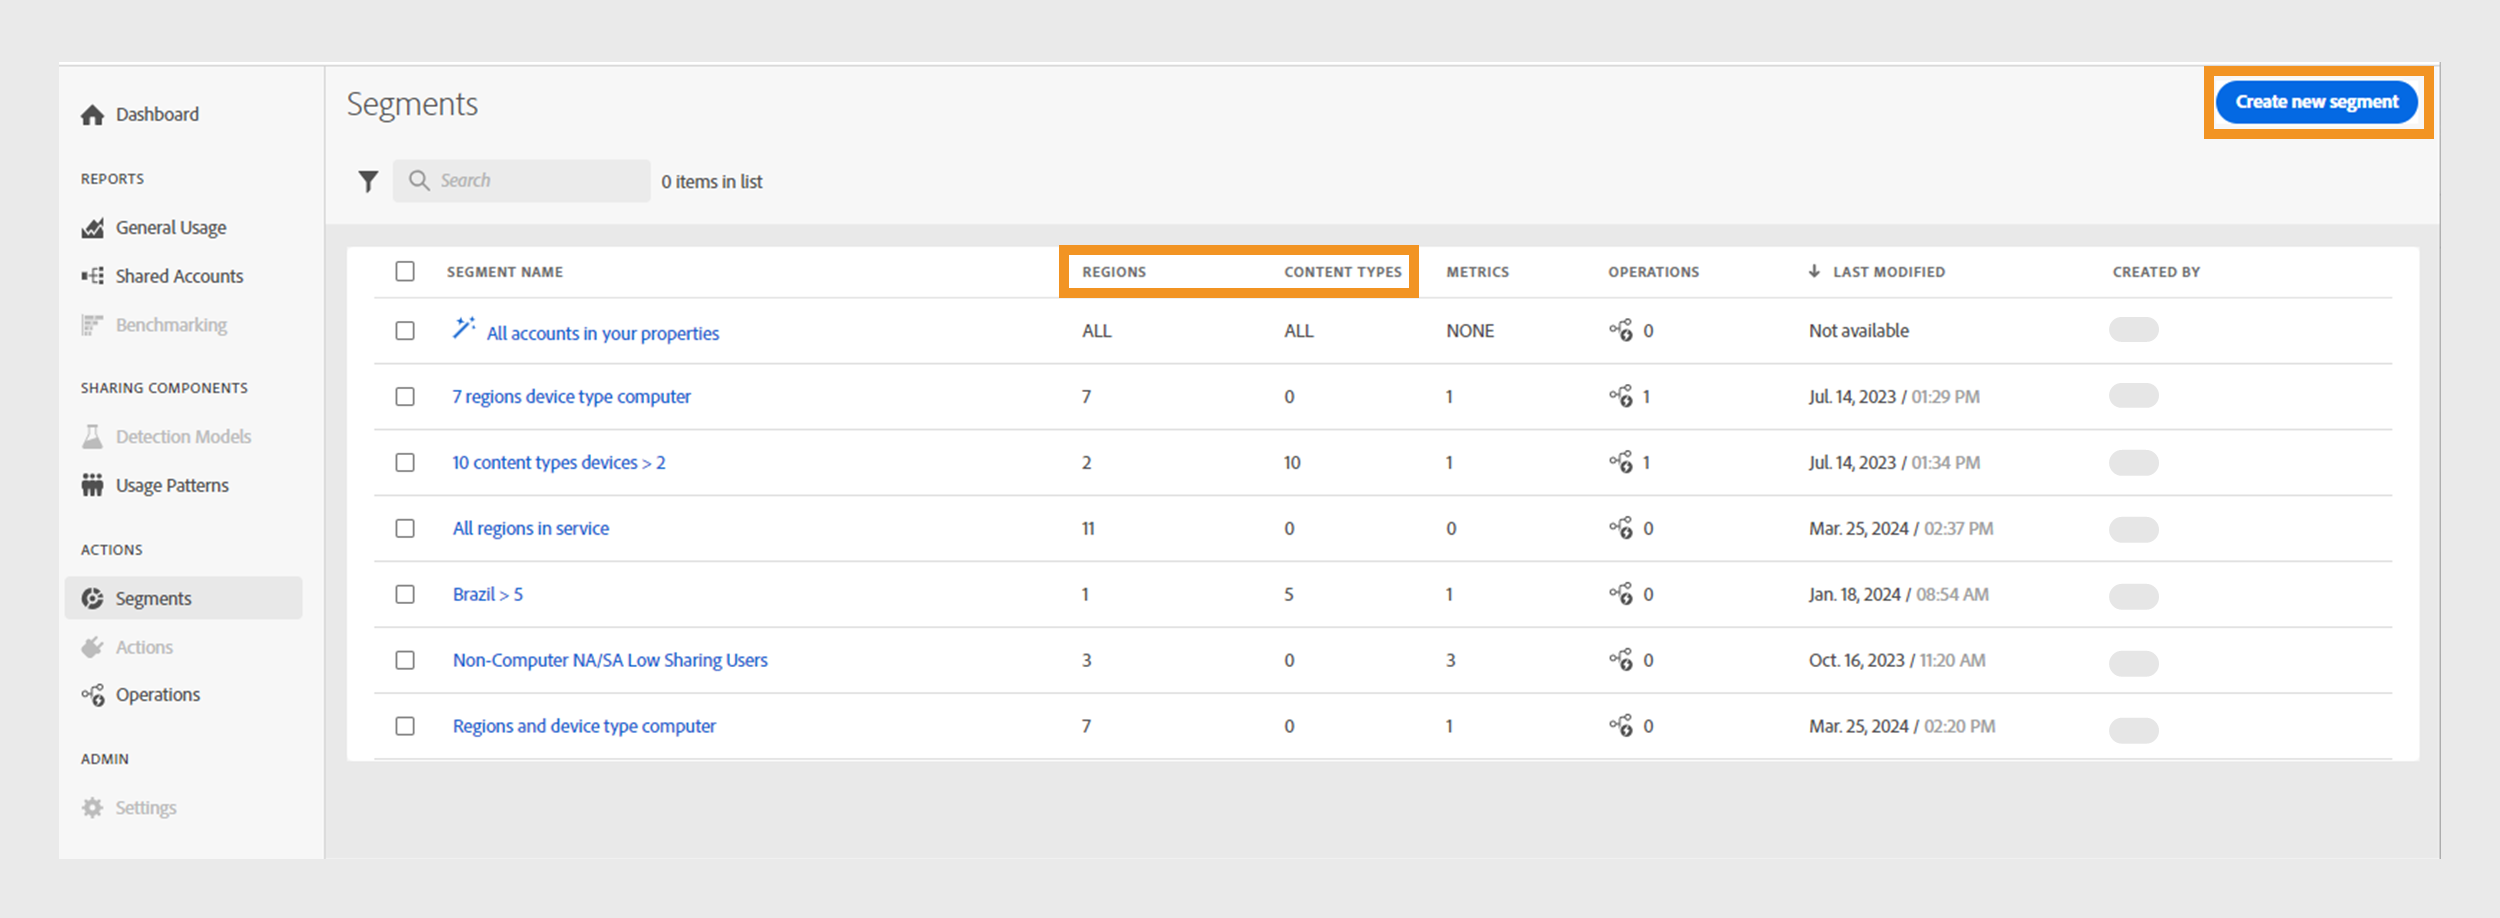 Dashboard
REPORTS
General Usage
Shared Accounts
Benchmarking
SHARING COMPONENTS
Detection Models
Usage Patterns
ACTIONS
Segments
Actions
Operations
ADMIN
Settings
Segments
Create new segment
Search
0 items in list
SEGMENT NAME REGIONS CONTENT TYPES METRICS OPERATIONS LAST MODIFIED CREATED BY
All accounts in your properties ALL ALL NONE 0 Not available
7 regions device type computer 7 0 1 1 Jul. 14, 2023 / 01:29 PM
10 content types devices > 2 2 10 1 1 Jul. 14, 2023 / 01:34 PM
All regions in service 11 0 0 0 Mar. 25, 2024 / 02:37 PM
Brazil > 5 1 5 1 0 Jan. 18, 2024 / 08:54 AM
Non-Computer NA/SA Low Sharing Users 3 0 3 0 Oct. 16, 2023 / 11:20 AM
Regions and device type computer 7 0 1 0 Mar. 25, 2024 / 02:20 PM